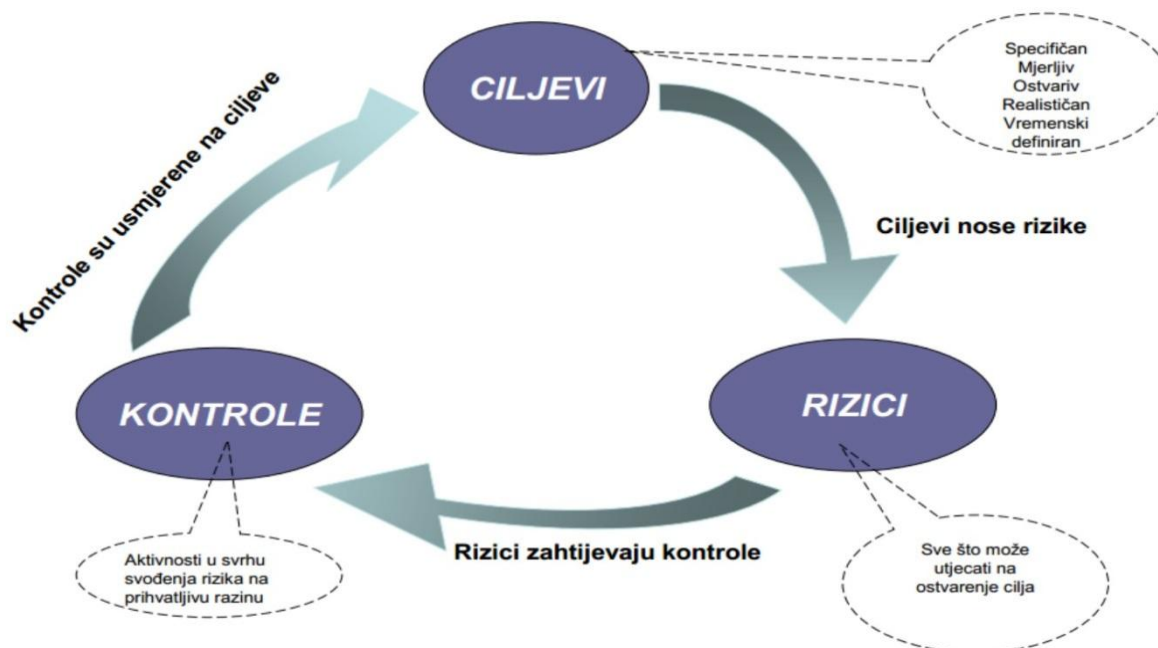 CILJEVI
Specifičan
Mjerljiv
Ostvariv
Realističan
Vremenski
definiran
Kontrole su usmjerene na ciljeve
Ciljevi nose rizike
KONTROLE
RIZICI
Rizici zahtijevaju kontrole
Aktivnosti u svrhu
svođenja rizika na
prihvatljivu razinu
Sve što može
utjecati na
ostvarenje cilja